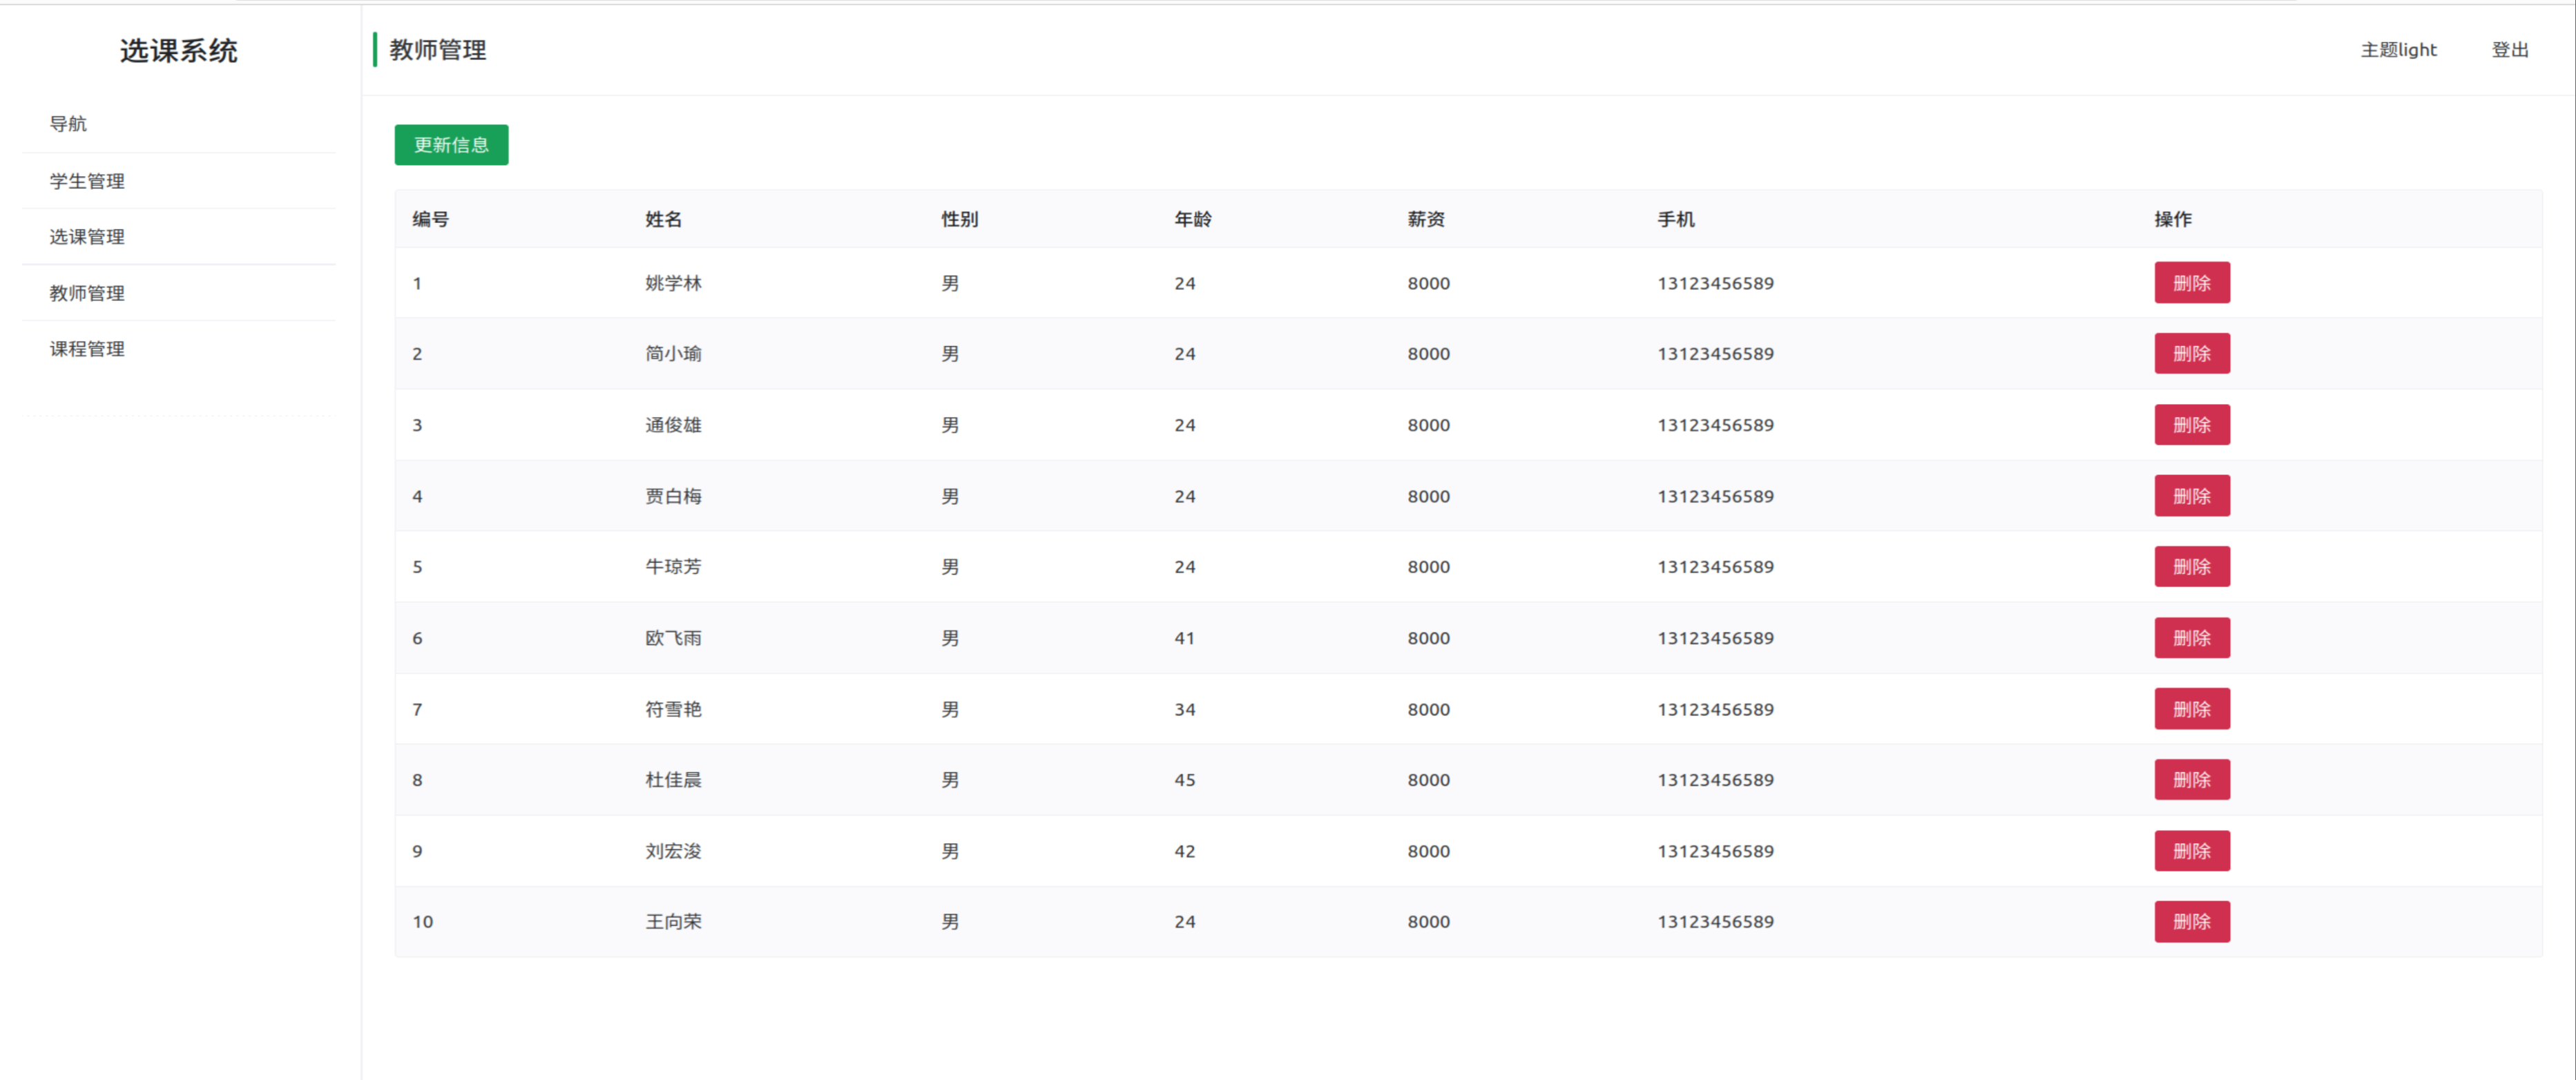 选课系统
导航
学生管理
选课管理
教师管理
课程管理
教师管理
主题light 登出
更新信息
编号 姓名 性别 年龄 薪资 手机 操作
1 姚学林 男 24 8000 13123456589 删除
2 简小瑜 男 24 8000 13123456589 删除
3 通俊雄 男 24 8000 13123456589 删除
4 贾白梅 男 24 8000 13123456589 删除
5 牛琼芳 男 24 8000 13123456589 删除
6 欧飞雨 男 41 8000 13123456589 删除
7 符雪艳 男 34 8000 13123456589 删除
8 杜佳晨 男 45 8000 13123456589 删除
9 刘宏浚 男 42 8000 13123456589 删除
10 王向荣 男 24 8000 13123456589 删除